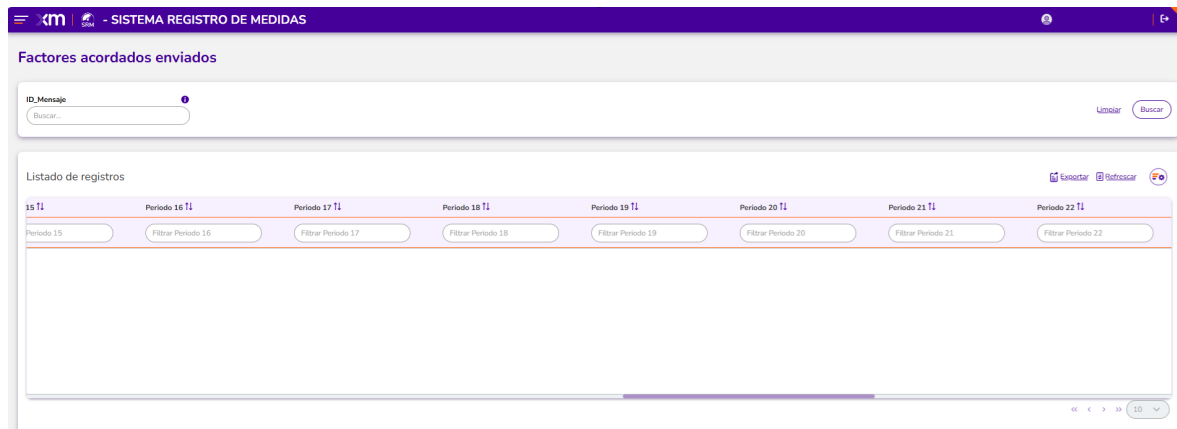 xm SRM - SISTEMA REGISTRO DE MEDIDAS
Factores acordados enviados
ID_Mensaje
Buscar...
Limpiar Buscar
Listado de registros
Exportar Refrescar
15 Periodo 16 Periodo 17 Periodo 18 Periodo 19 Periodo 20 Periodo 21 Periodo 22
Periodo 15 Filtrar Periodo 16 Filtrar Periodo 17 Filtrar Periodo 18 Filtrar Periodo 19 Filtrar Periodo 20 Filtrar Periodo 21 Filtrar Periodo 22
« ‹ › » 10